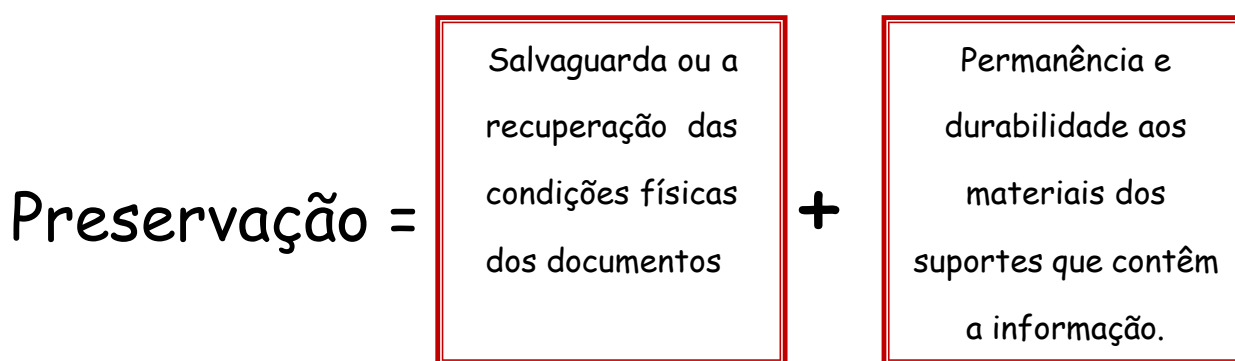 Preservação =
Salvaguarda ou a
recuperação das
condições físicas
dos documentos
+
Permanência e
durabilidade aos
materiais dos
suportes que contêm
a informação.